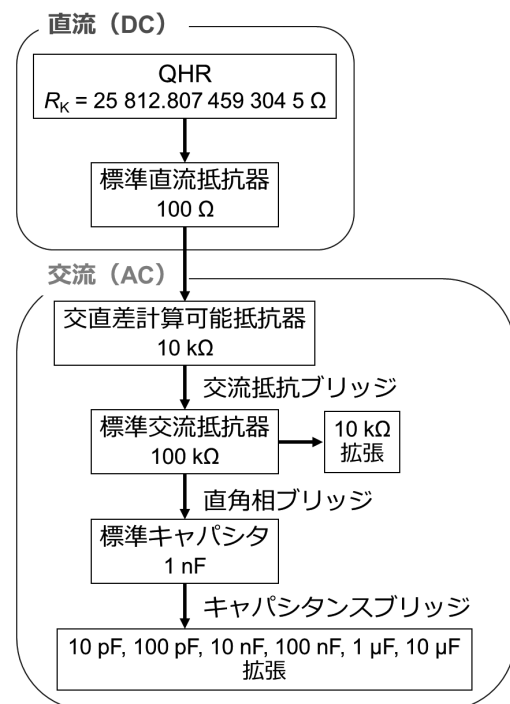 直流（DC）
QHR
R_K = 25 812.807 459 304 5 Ω
標準直流抵抗器
100 Ω
交流（AC）
交直差計算可能抵抗器
10 kΩ
交流抵抗ブリッジ
標準交流抵抗器
100 kΩ
10 kΩ
拡張
直角相ブリッジ
標準キャパシタ
1 nF
キャパシタンスブリッジ
10 pF, 100 pF, 10 nF, 100 nF, 1 μF, 10 μF
拡張